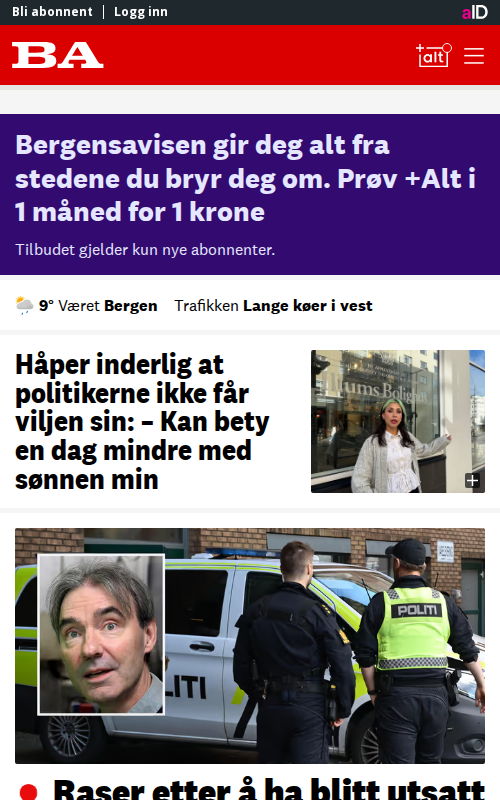 Bli abonnent | Logg inn
aID
BA
+alt
Bergensavisen gir deg alt fra
stedene du bryr deg om. Prøv +Alt i
1 måned for 1 krone
Tilbudet gjelder kun nye abonnenter.
9° Været Bergen Trafikken Lange køer i vest
Håper inderlig at
politikerne ikke får
viljen sin: – Kan bety
en dag mindre med
sønnen min
POLITI
LITI
Raser etter å ha blitt utsatt